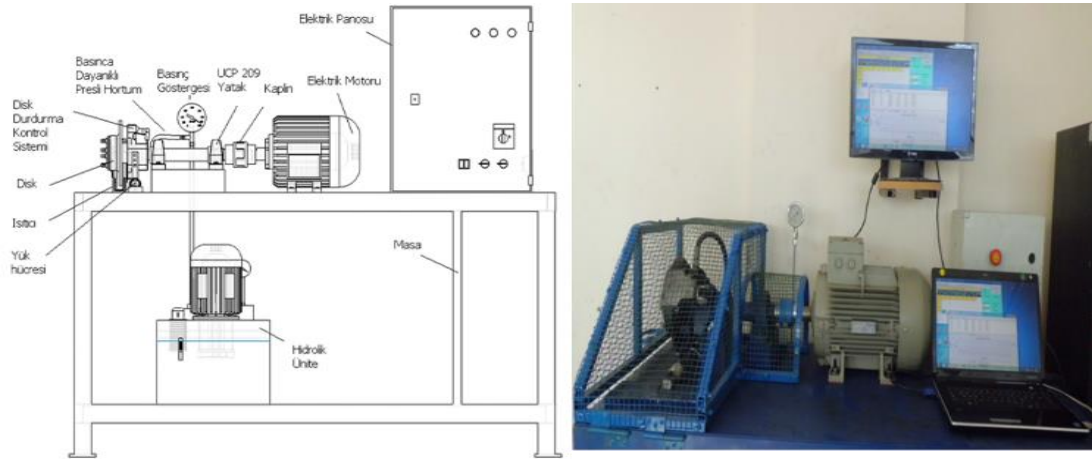 Elektrik Panosu
Basınca
Dayanıklı
Presli Hortum
Basınç
Göstergesi
UCP 209
Yatak
Kaplin
Elektrik Motoru
Disk
Durdurma
Kontrol
Sistemi
Disk
Isıtıcı
Yük
hücresi
Masa
Hidrolik
Ünite